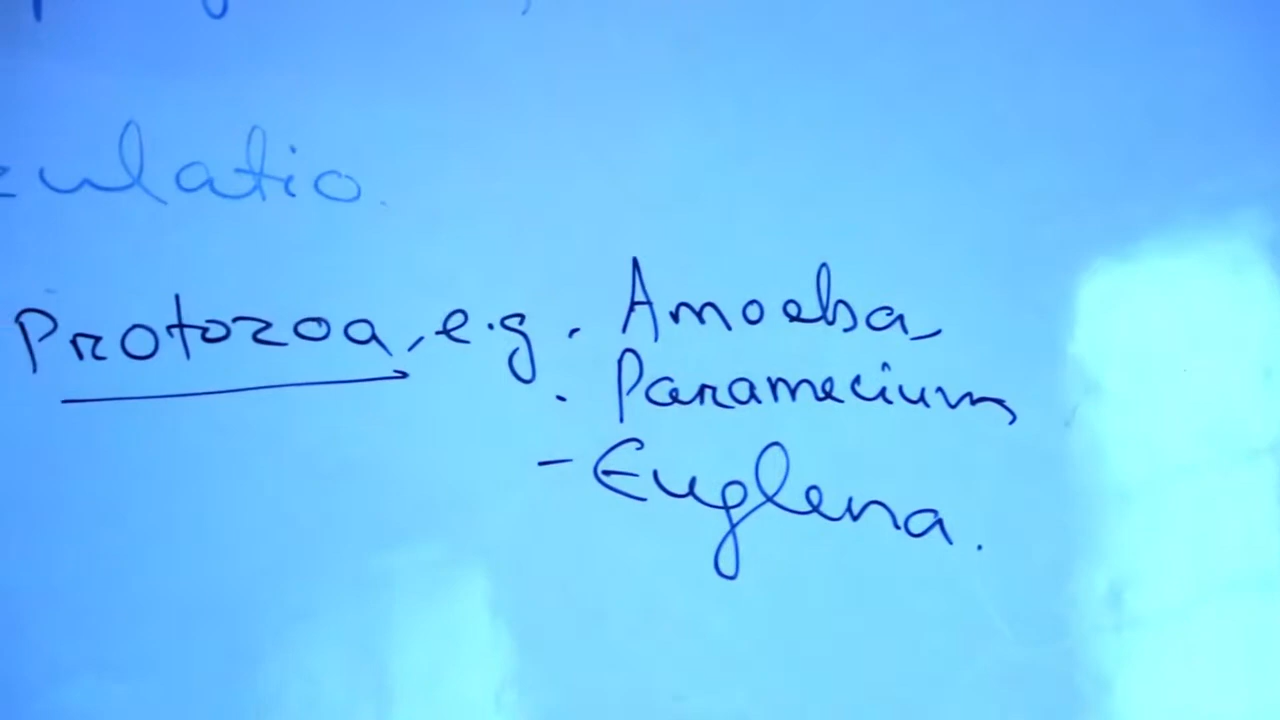 ulatio.
Protozoa, e.g. Amoeba,
. Paramecium,
- Euglena.